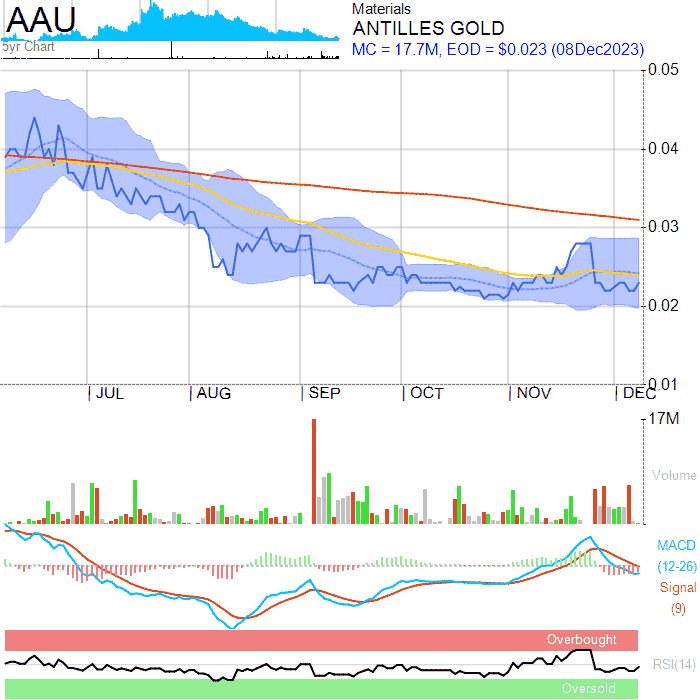 AAU
5yr Chart
Materials
ANTILLES GOLD
MC = 17.7M, EOD = $0.023 (08Dec2023)
0.05
0.04
0.03
0.02
0.01
JUL AUG SEP OCT NOV DEC
17M
Volume
MACD
(12-26)
Signal
(9)
Overbought
RSI(14)
Oversold